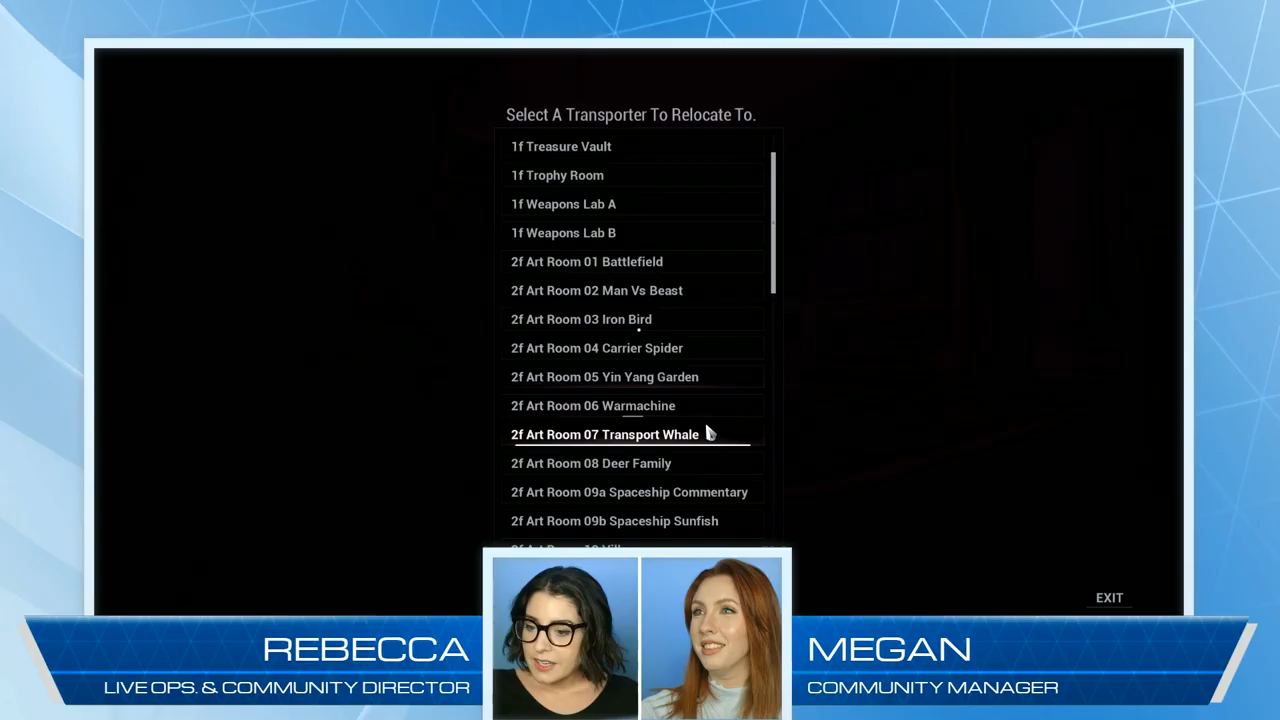 Select A Transporter To Relocate To.
1f Treasure Vault
1f Trophy Room
1f Weapons Lab A
1f Weapons Lab B
2f Art Room 01 Battlefield
2f Art Room 02 Man Vs Beast
2f Art Room 03 Iron Bird
2f Art Room 04 Carrier Spider
2f Art Room 05 Yin Yang Garden
2f Art Room 06 Warmachine
2f Art Room 07 Transport Whale
2f Art Room 08 Deer Family
2f Art Room 09a Spaceship Commentary
2f Art Room 09b Spaceship Sunfish
EXIT
REBECCA
LIVE OPS. & COMMUNITY DIRECTOR
MEGAN
COMMUNITY MANAGER